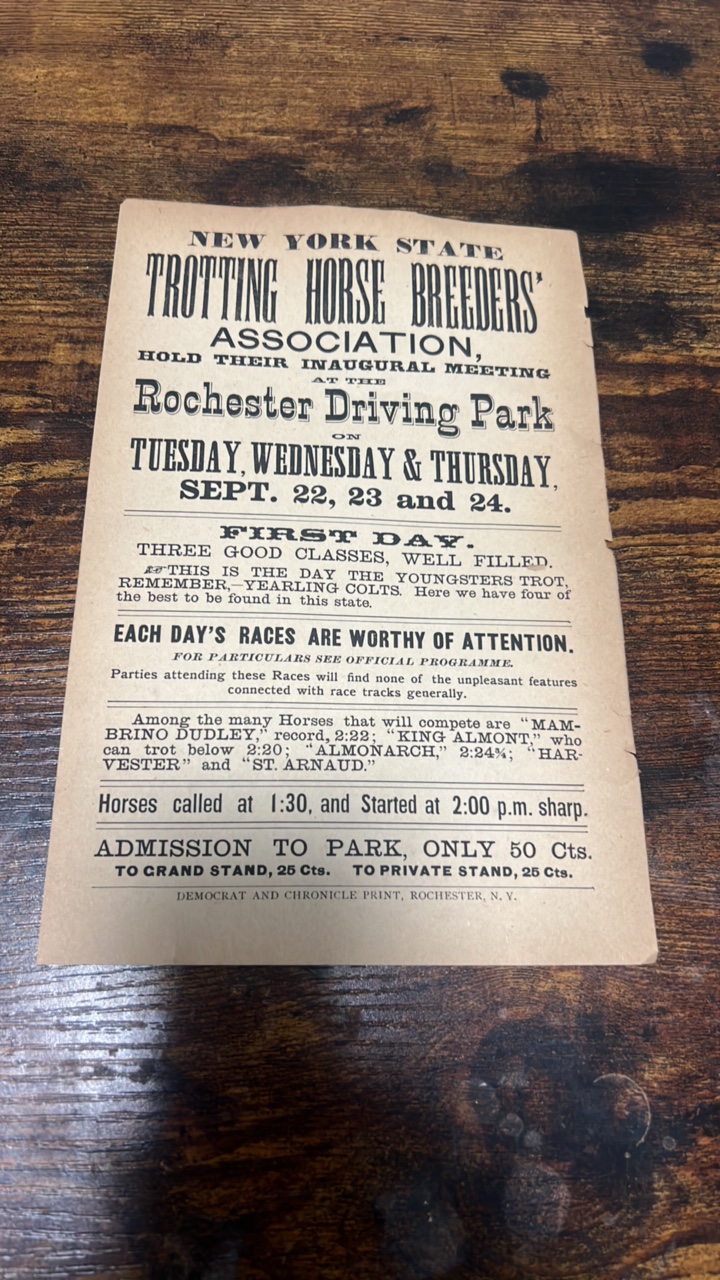 NEW YORK STATE
TROTTING HORSE BREEDERS'
ASSOCIATION,
HOLD THEIR INAUGURAL MEETING
AT THE
Rochester Driving Park
ON
TUESDAY, WEDNESDAY & THURSDAY,
SEPT. 22, 23 and 24.
FIRST DAY.
THREE GOOD CLASSES, WELL FILLED.
☞THIS IS THE DAY THE YOUNGSTERS TROT,
REMEMBER,—YEARLING COLTS. Here we have four of
the best to be found in this state.
EACH DAY'S RACES ARE WORTHY OF ATTENTION.
FOR PARTICULARS SEE OFFICIAL PROGRAMME.
Parties attending these Races will find none of the unpleasant features
connected with race tracks generally.
Among the many Horses that will compete are "MAM-
BRINO DUDLEY," record, 2:22; "KING ALMONT," who
can trot below 2:20; "ALMONARCH," 2:24¾; "HAR-
VESTER" and "ST. ARNAUD."
Horses called at 1:30, and Started at 2:00 p.m. sharp.
ADMISSION TO PARK, ONLY 50 Cts.
TO GRAND STAND, 25 Cts. TO PRIVATE STAND, 25 Cts.
DEMOCRAT AND CHRONICLE PRINT, ROCHESTER, N. Y.